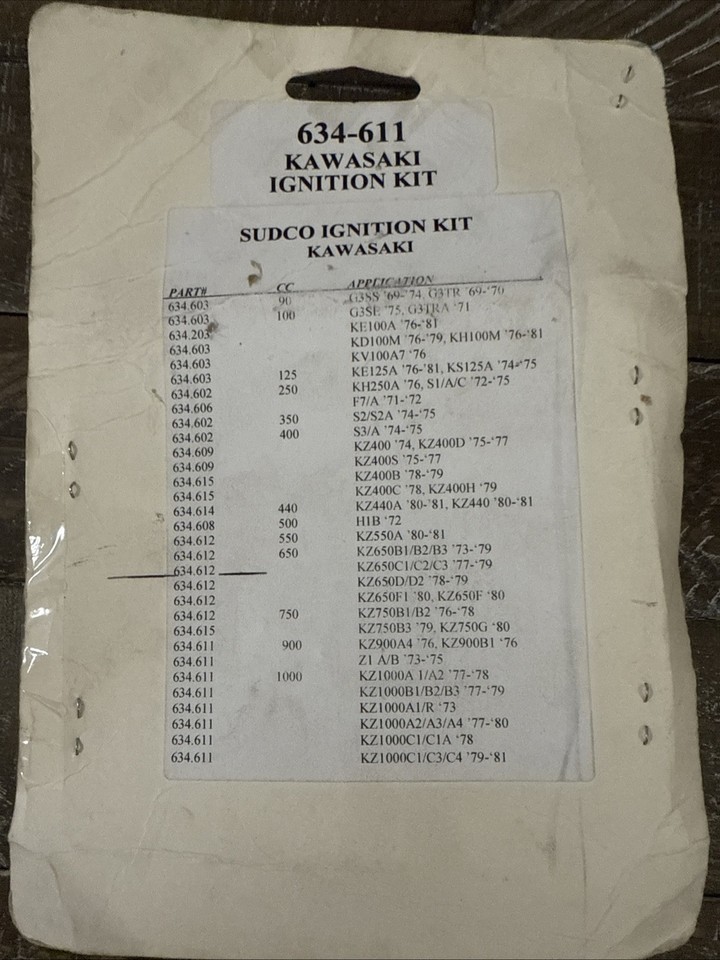 634-611
KAWASAKI
IGNITION KIT
SUDCO IGNITION KIT
KAWASAKI
PART# CC APPLICATION
634.603 90 G3SS '69-'74, G3TR '69-'70
634.603 100 G3SE '75, G3TRA '71
634.203 KE100A '76-'81
634.603 KD100M '76-'79, KH100M '76-'81
634.603 KV100A7 '76
634.603 125 KE125A '76-'81, KS125A '74-'75
634.602 250 KH250A '76, S1/A/C '72-'75
634.606 F7/A '71-'72
634.602 350 S2/S2A '74-'75
634.602 400 S3/A '74-'75
634.609 KZ400 '74, KZ400D '75-'77
634.609 KZ400S '75-'77
634.615 KZ400B '78-'79
634.615 KZ400C '78, KZ400H '79
634.614 440 KZ440A '80-'81, KZ440 '80-'81
634.608 500 H1B '72
634.612 550 KZ550A '80-'81
634.612 650 KZ650B1/B2/B3 '73-'79
634.612 KZ650C1/C2/C3 '77-'79
634.612 KZ650D/D2 '78-'79
634.612 KZ650F1 '80, KZ650F '80
634.612 750 KZ750B1/B2 '76-'78
634.615 KZ750B3 '79, KZ750G '80
634.611 900 KZ900A4 '76, KZ900B1 '76
634.611 Z1 A/B '73-'75
634.611 1000 KZ1000A 1/A2 '77-'78
634.611 KZ1000B1/B2/B3 '77-'79
634.611 KZ1000A1/R '73
634.611 KZ1000A2/A3/A4 '77-'80
634.611 KZ1000C1/C1A '78
634.611 KZ1000C1/C3/C4 '79-'81